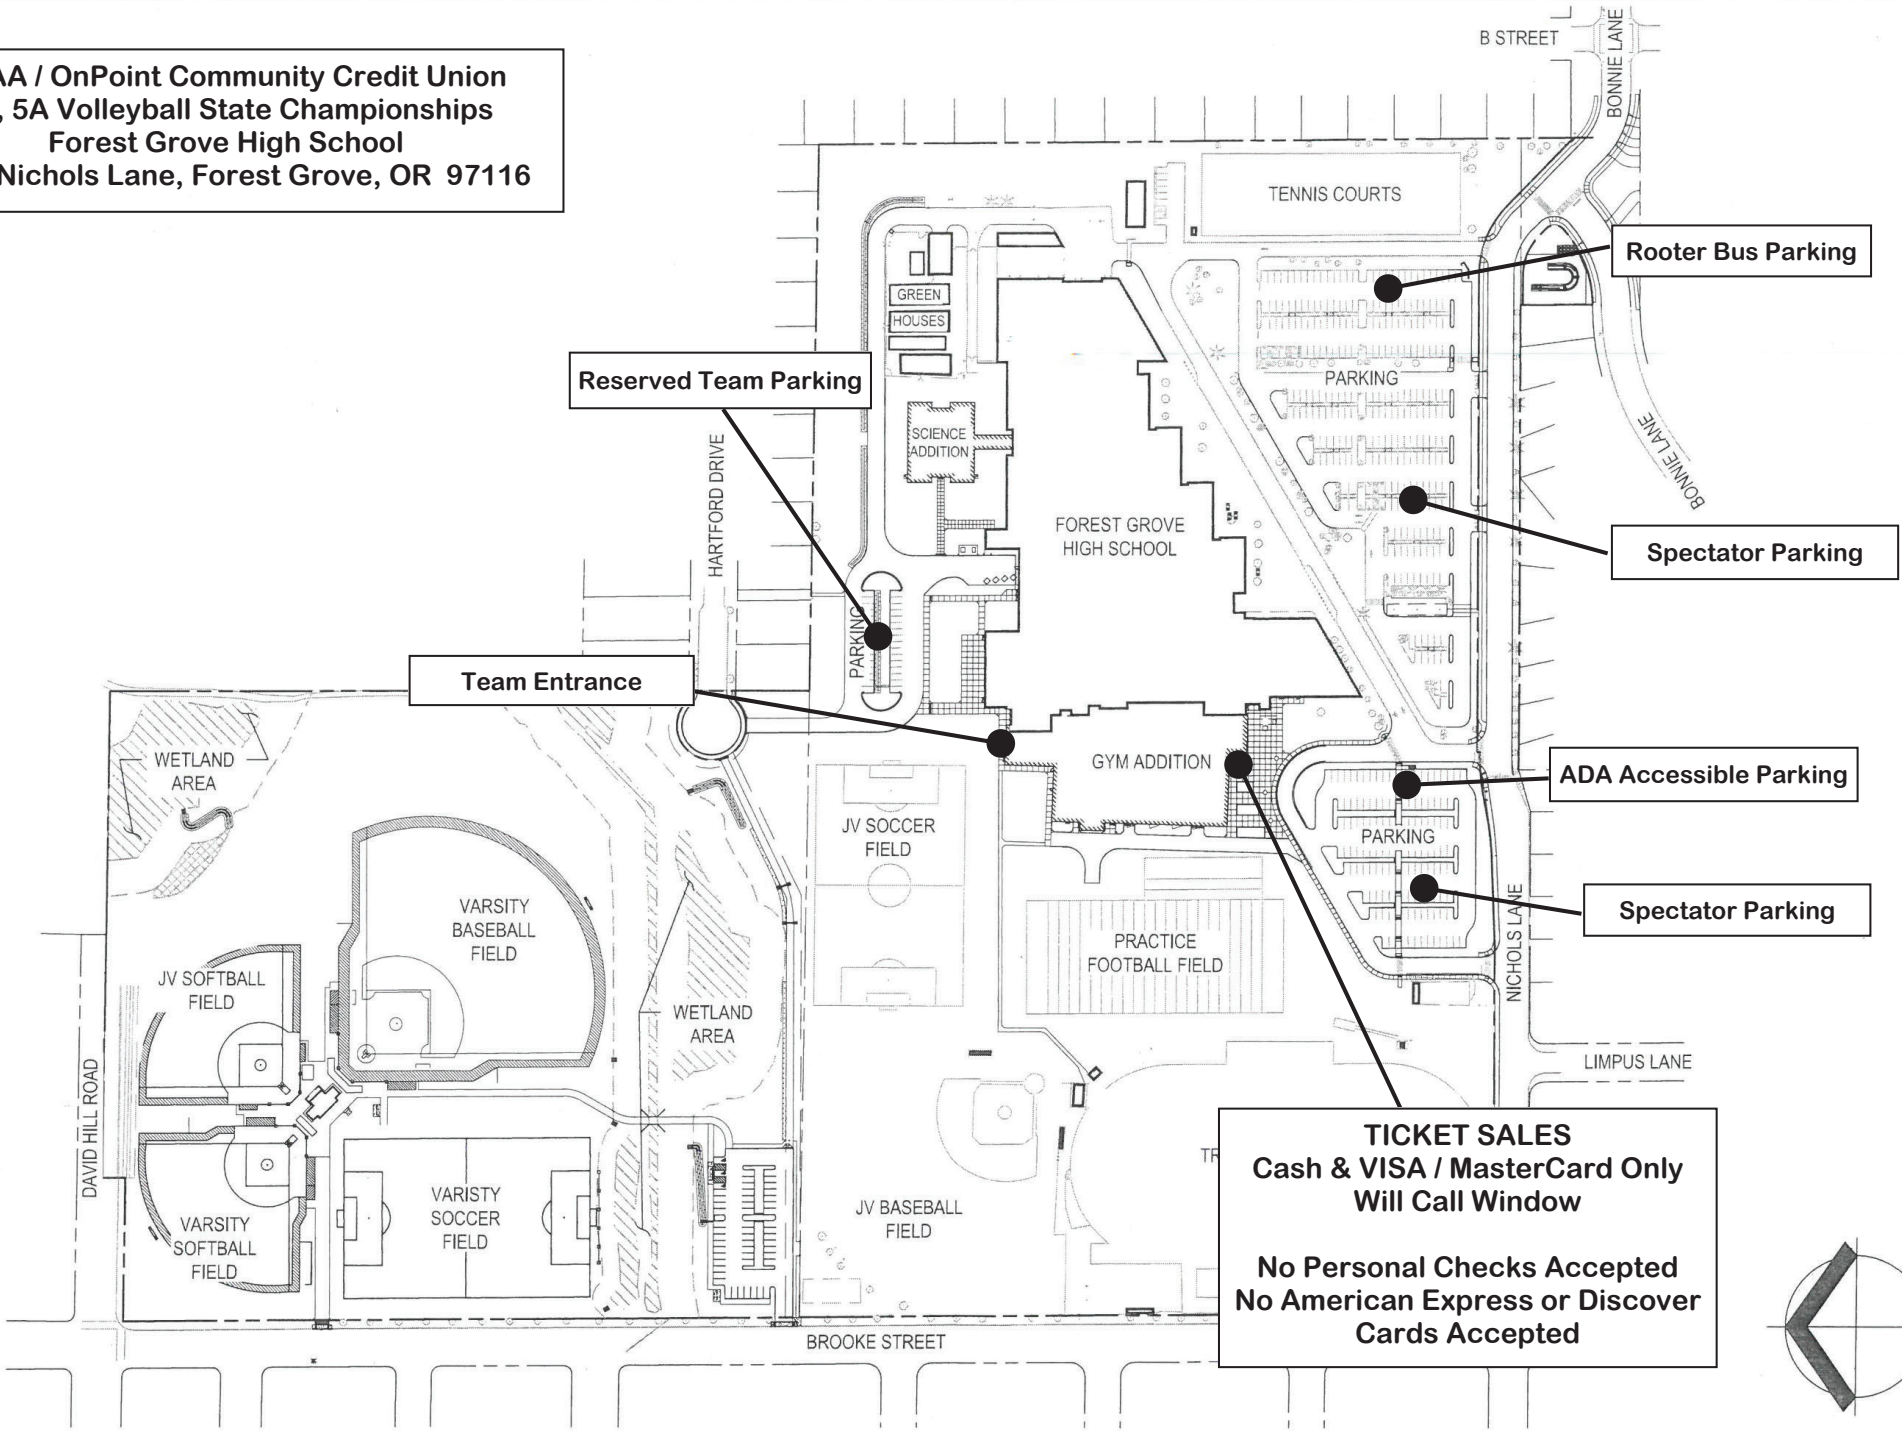 AA / OnPoint Community Credit Union
, 5A Volleyball State Championships
Forest Grove High School
Nichols Lane, Forest Grove, OR 97116
B STREET
BONNIE LANE
TENNIS COURTS
Rooter Bus Parking
GREEN
HOUSES
Reserved Team Parking
PARKING
SCIENCE
ADDITION
BONNIE LANE
HARTFORD DRIVE
FOREST GROVE
HIGH SCHOOL
Spectator Parking
PARKING
Team Entrance
WETLAND
AREA
GYM ADDITION
ADA Accessible Parking
JV SOCCER
FIELD
PARKING
VARSITY
BASEBALL
FIELD
Spectator Parking
NICHOLS LANE
PRACTICE
FOOTBALL FIELD
JV SOFTBALL
FIELD
WETLAND
AREA
LIMPUS LANE
DAVID HILL ROAD
TICKET SALES
Cash & VISA / MasterCard Only
Will Call Window
No Personal Checks Accepted
No American Express or Discover
Cards Accepted
TR
VARISTY
SOCCER
FIELD
JV BASEBALL
FIELD
VARSITY
SOFTBALL
FIELD
BROOKE STREET